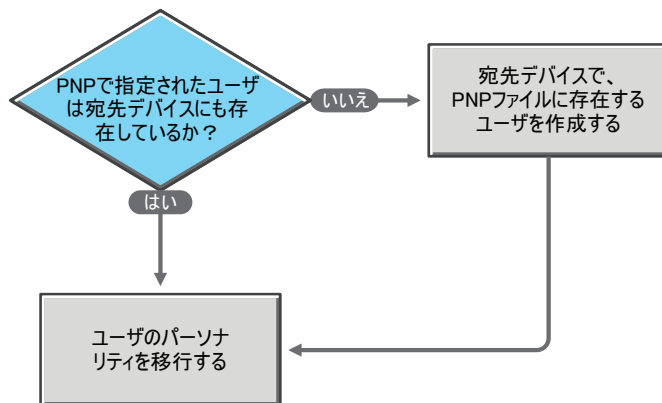 PNPで指定されたユーザ
は宛先デバイスにも存
在しているか？
いいえ
宛先デバイスで、
PNPファイルに存在する
ユーザを作成する
はい
ユーザのパーソナ
リティを移行する